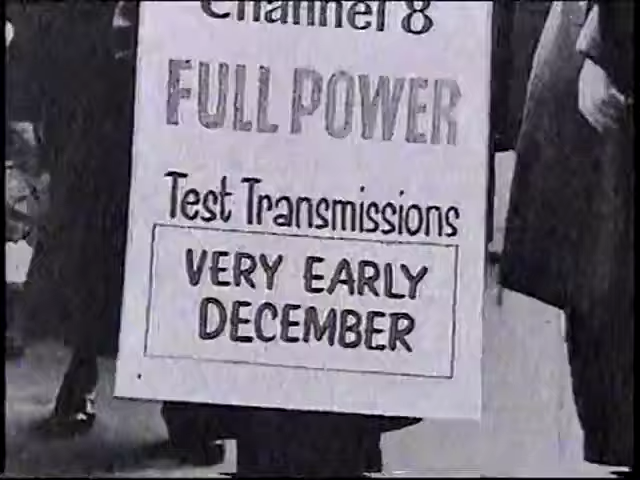 Channel 8
FULL POWER
Test Transmissions
VERY EARLY
DECEMBER